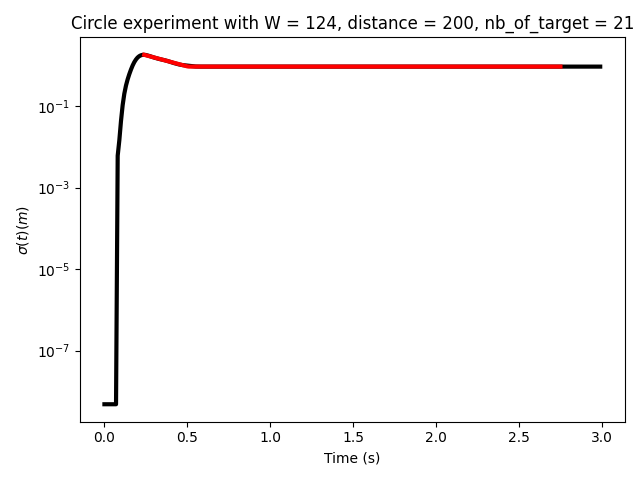 Circle experiment with W = 124, distance = 200, nb_of_target = 21
10⁻¹
10⁻³
10⁻⁵
10⁻⁷
σ(t)(m)
0.0 0.5 1.0 1.5 2.0 2.5 3.0
Time (s)